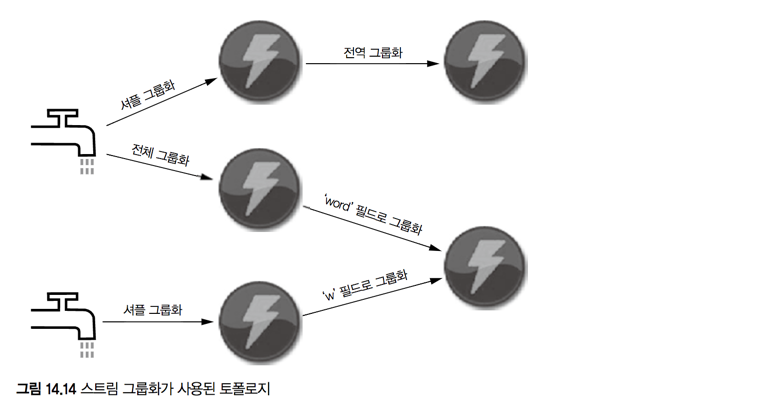 전역 그룹화
셔플 그룹화
전체 그룹화
‘word’ 필드로 그룹화
‘w’ 필드로 그룹화
셔플 그룹화
그림 14.14 스트림 그룹화가 사용된 토폴로지